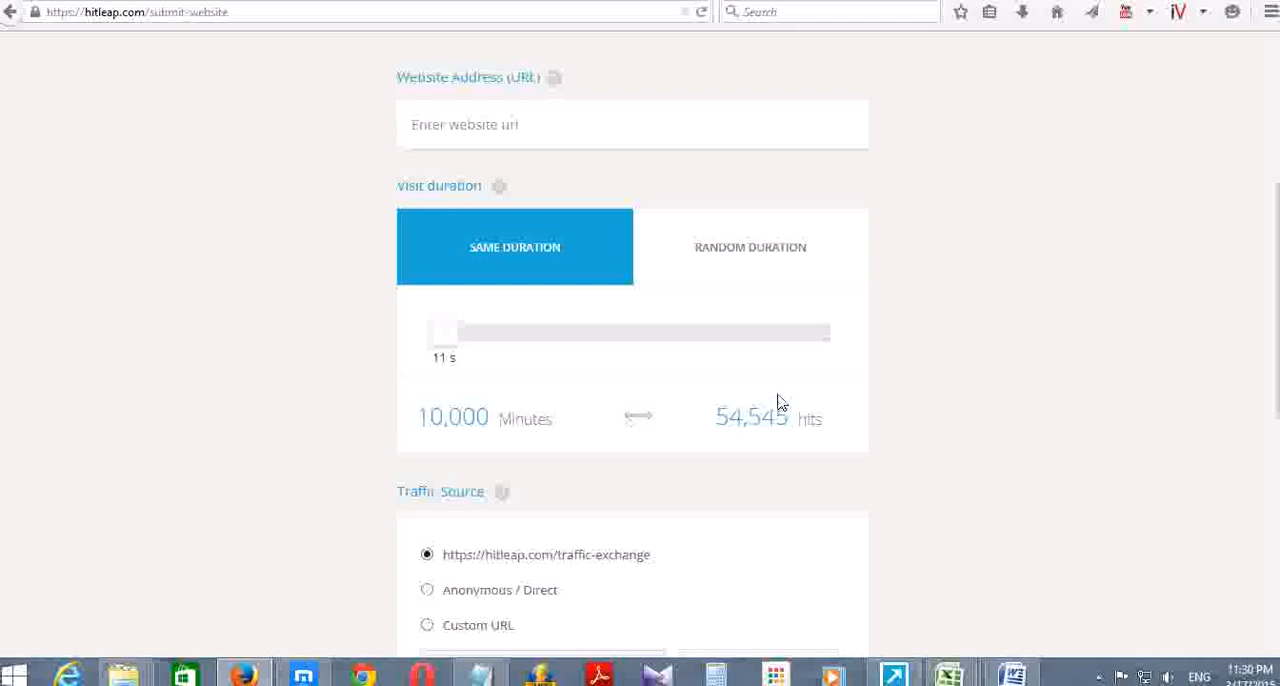 https://hitleap.com/submit-website
Search
Website Address (URL)
Enter website url
Visit duration
SAME DURATION
RANDOM DURATION
11 s
10,000 Minutes
54,545 hits
Traffic Source
https://hitleap.com/traffic-exchange
Anonymous / Direct
Custom URL
ENG
11:30 PM